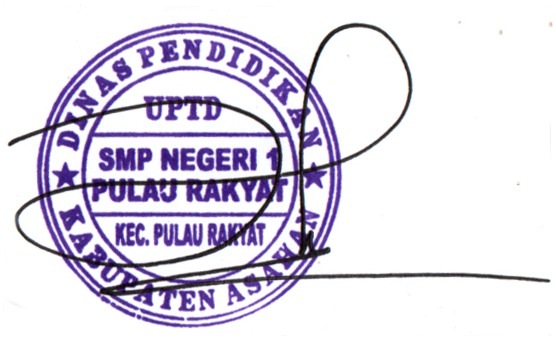 DINAS PENDIDIKAN
UPTD
SMP NEGERI 1
PULAU RAKYAT
KEC. PULAU RAKYAT
KABUPATEN ASAHAN